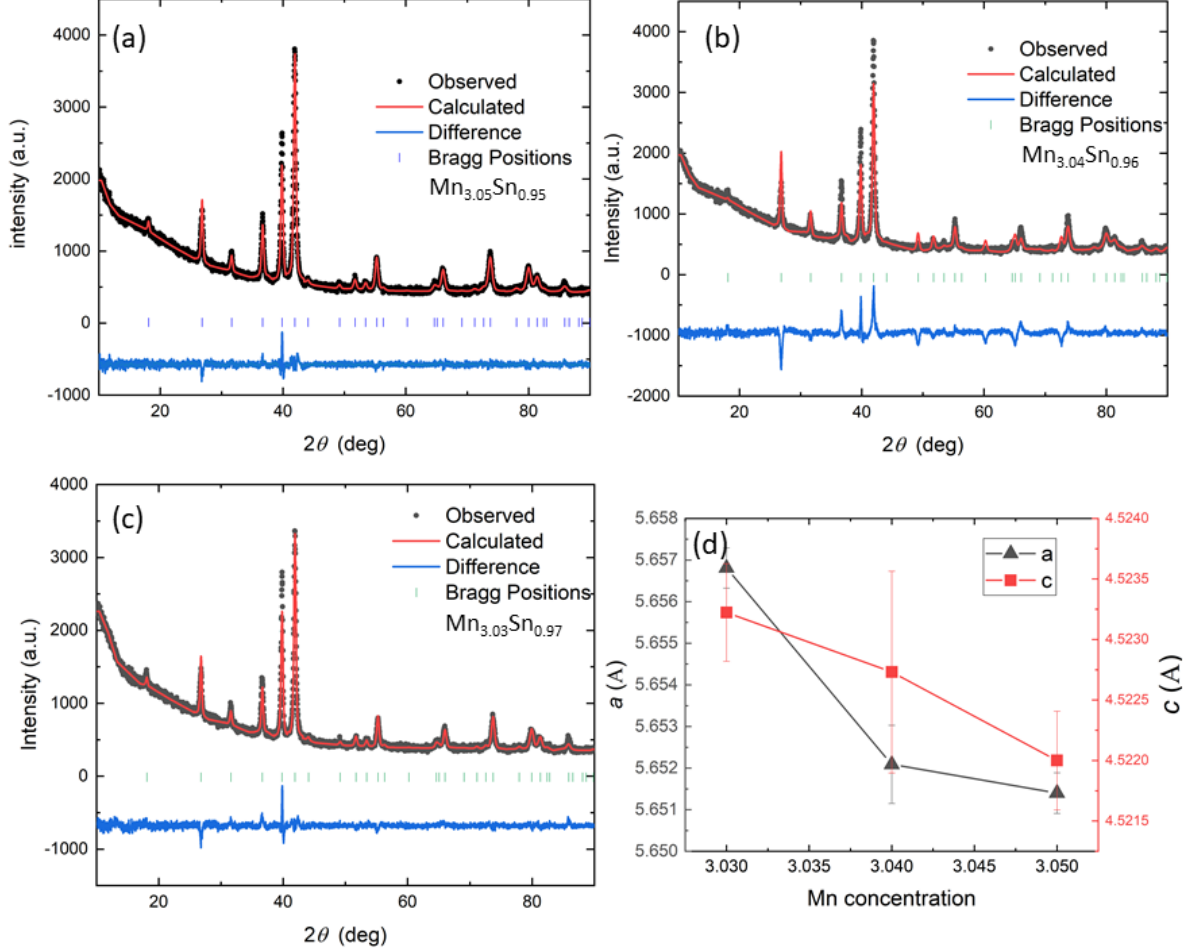 (a)
Observed
Calculated
Difference
Bragg Positions
Mn3.05Sn0.95
intensity (a.u.)
4000
3000
2000
1000
0
-1000
20
40
60
80
2θ (deg)
(b)
Observed
Calculated
Difference
Bragg Positions
Mn3.04Sn0.96
Intensity (a.u.)
4000
3000
2000
1000
0
-1000
-2000
20
40
60
80
2θ (deg)
(c)
Observed
Calculated
Difference
Bragg Positions
Mn3.03Sn0.97
Intensity (a.u.)
4000
3000
2000
1000
0
-1000
20
40
60
80
2θ (deg)
(d)
a
c
a (A)
5.658
5.657
5.656
5.655
5.654
5.653
5.652
5.651
5.650
c (A)
4.5240
4.5235
4.5230
4.5225
4.5220
4.5215
3.030
3.035
3.040
3.045
3.050
Mn concentration